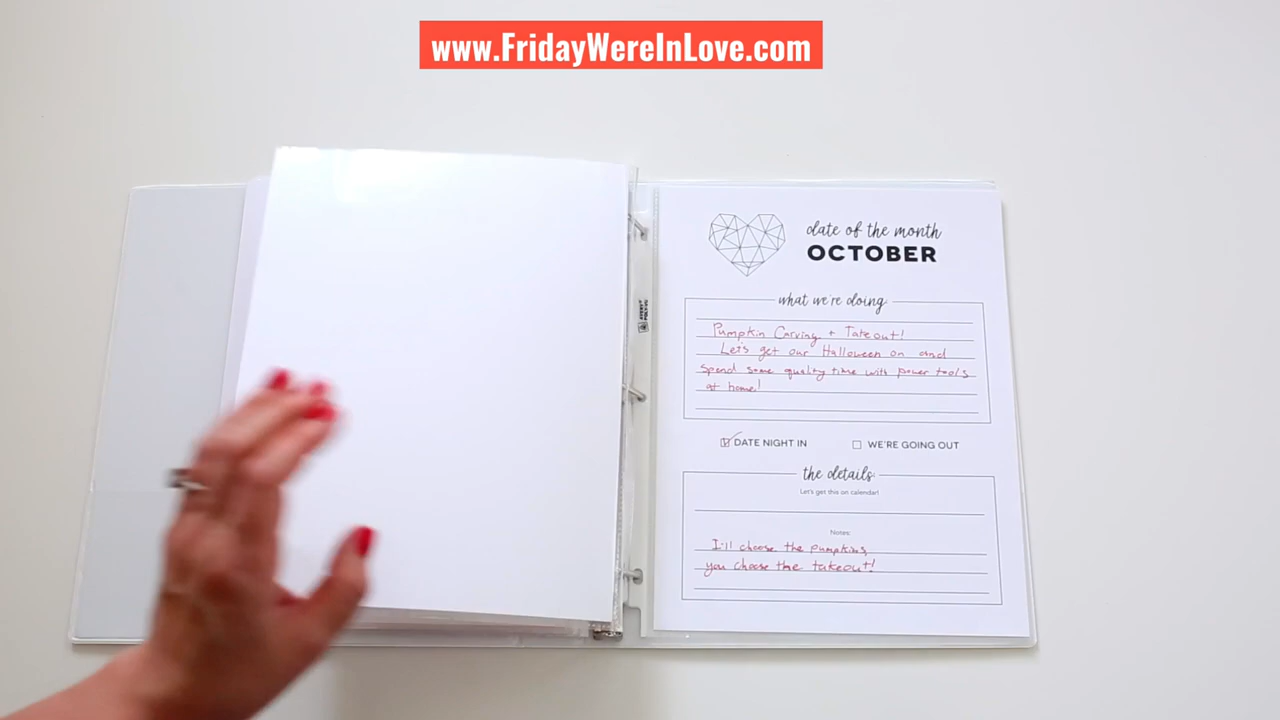 www.FridayWereInLove.com
date of the month
OCTOBER
what we're doing:
Pumpkin Carving + Takeout!
Let's get our Halloween on and
spend some quality time with power tools
at home!
DATE NIGHT IN
WE'RE GOING OUT
the details:
Let's get this on calendar!
Notes:
I'll choose the pumpkins,
you choose the takeout!
AVERY